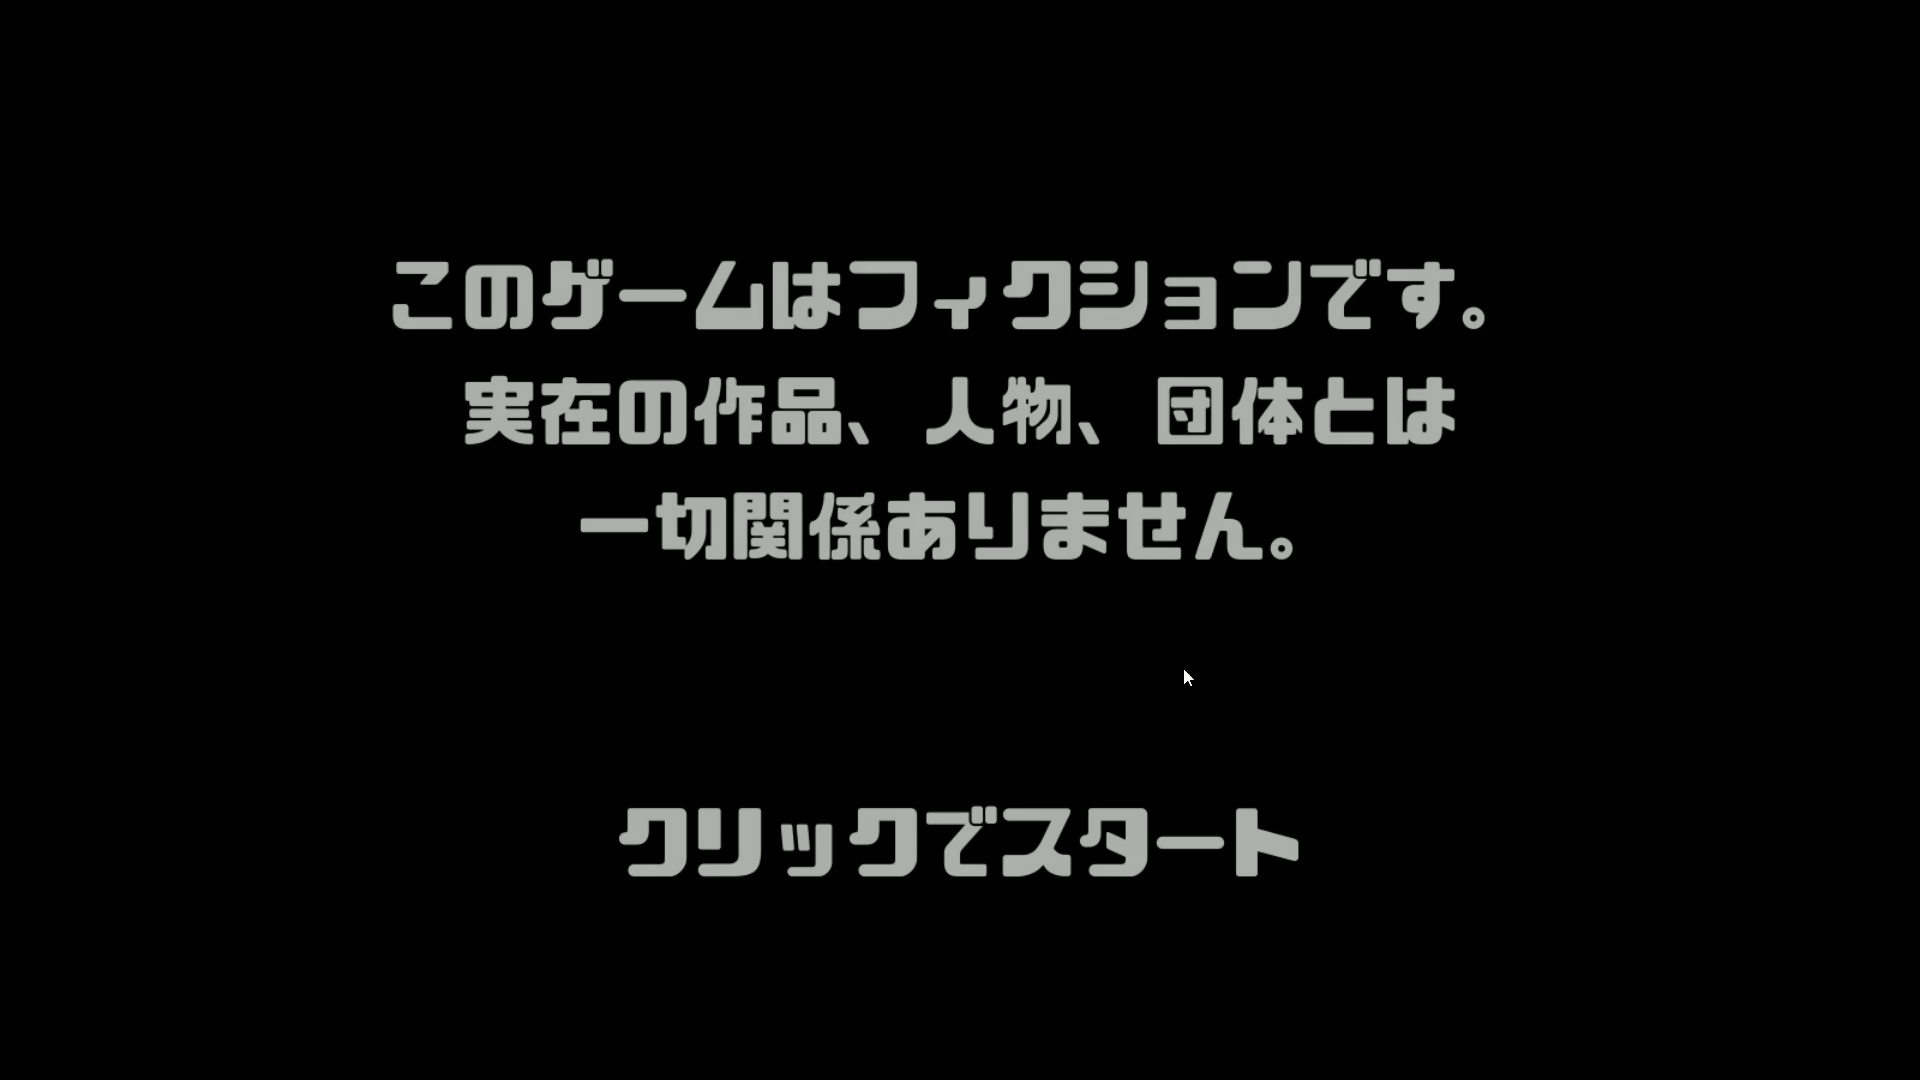 このゲームはフィクションです。
実在の作品、人物、団体とは
一切関係ありません。
クリックでスタート